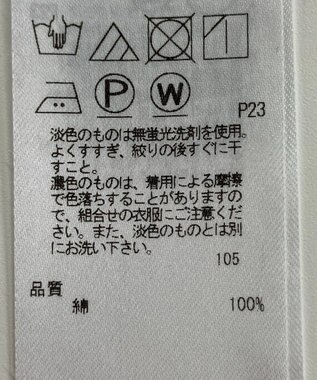 P
W
P23
淡色のものは無蛍光洗剤を使用。
よくすすぎ、絞りの後すぐに干
すこと。
濃色のものは、着用による摩擦
で色落ちすることがありますの
で、組合せの衣服にご注意くだ
さい。また、淡色のものとは別
にお洗い下さい。
105
品質
綿 100%